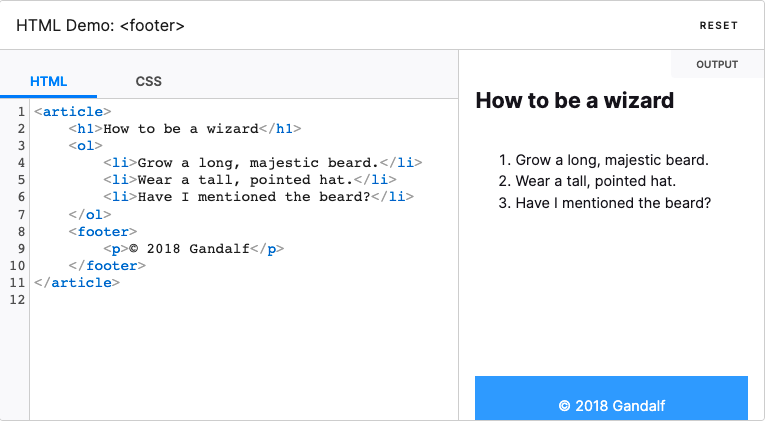 HTML Demo: <footer>
RESET
HTML
CSS
1 <article>
2     <h1>How to be a wizard</h1>
3     <ol>
4         <li>Grow a long, majestic beard.</li>
5         <li>Wear a tall, pointed hat.</li>
6         <li>Have I mentioned the beard?</li>
7     </ol>
8     <footer>
9         <p>© 2018 Gandalf</p>
10     </footer>
11 </article>
12
OUTPUT
How to be a wizard
1. Grow a long, majestic beard.
2. Wear a tall, pointed hat.
3. Have I mentioned the beard?
© 2018 Gandalf